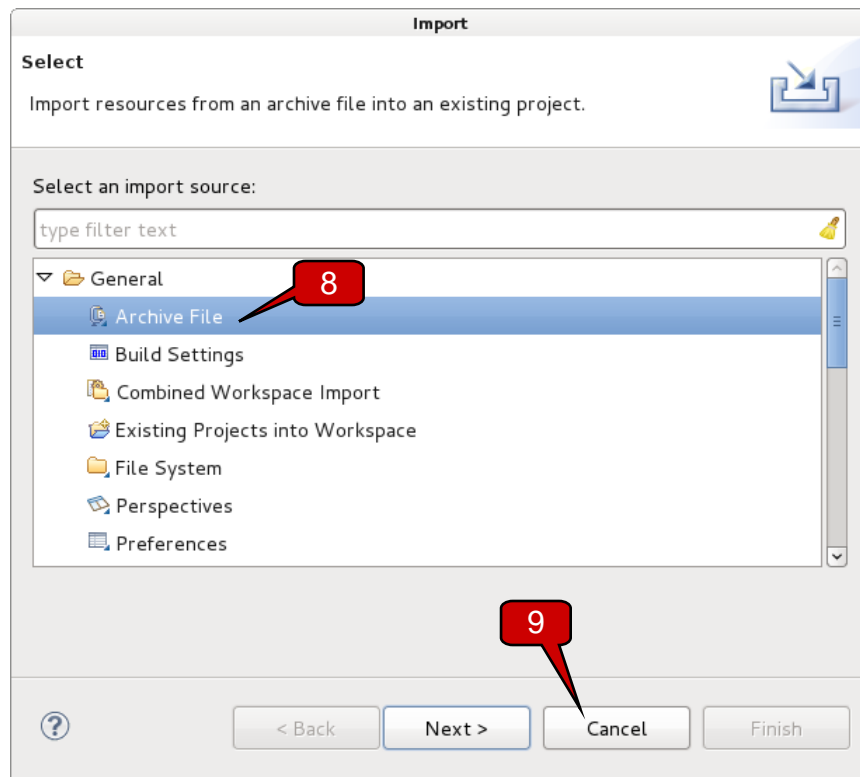 Import
Select
Import resources from an archive file into an existing project.
Select an import source:
type filter text
General
8
Archive File
Build Settings
Combined Workspace Import
Existing Projects into Workspace
File System
Perspectives
Preferences
9
? < Back Next > Cancel Finish